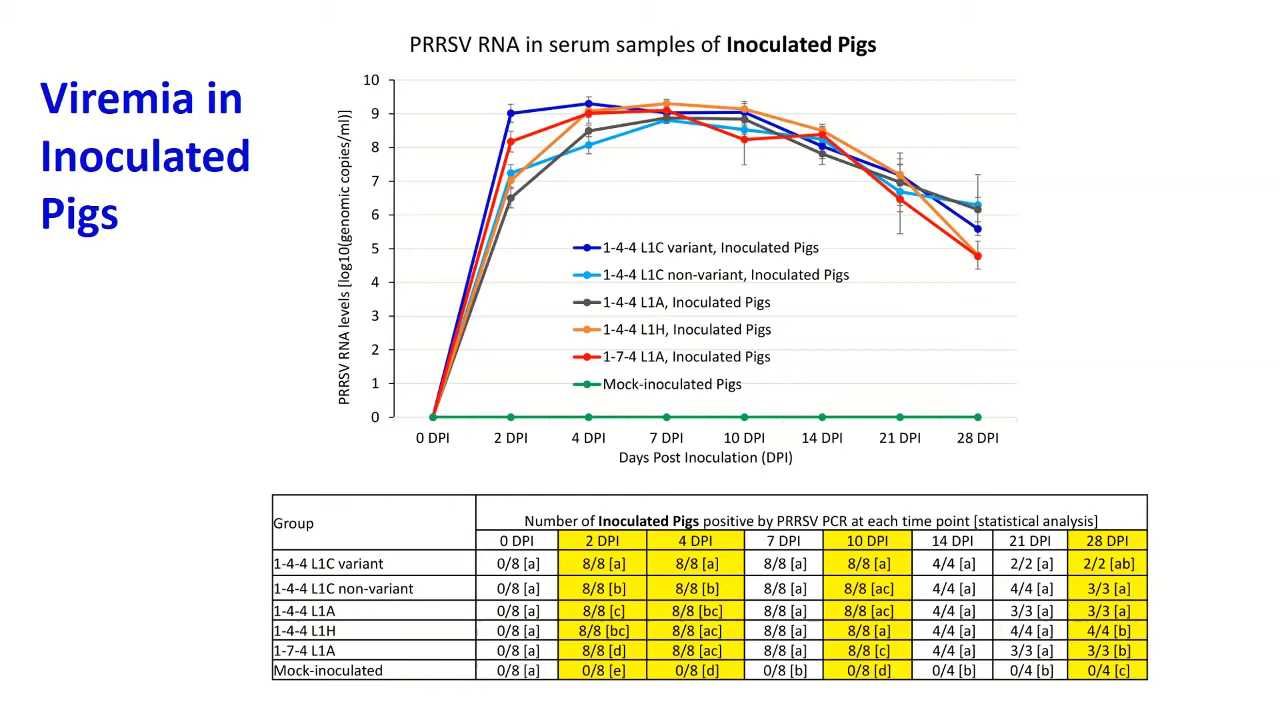 Viremia in
Inoculated
Pigs
PRRSV RNA in serum samples of Inoculated Pigs
PRRSV RNA levels [log10(genomic copies/ml)]
10
9
8
7
6
5
4
3
2
1
0
1-4-4 L1C variant, Inoculated Pigs
1-4-4 L1C non-variant, Inoculated Pigs
1-4-4 L1A, Inoculated Pigs
1-4-4 L1H, Inoculated Pigs
1-7-4 L1A, Inoculated Pigs
Mock-inoculated Pigs
0 DPI 2 DPI 4 DPI 7 DPI 10 DPI 14 DPI 21 DPI 28 DPI
Days Post Inoculation (DPI)
Group Number of Inoculated Pigs positive by PRRSV PCR at each time point [statistical analysis]
0 DPI 2 DPI 4 DPI 7 DPI 10 DPI 14 DPI 21 DPI 28 DPI
1-4-4 L1C variant 0/8 [a] 8/8 [a] 8/8 [a] 8/8 [a] 8/8 [a] 4/4 [a] 2/2 [a] 2/2 [ab]
1-4-4 L1C non-variant 0/8 [a] 8/8 [b] 8/8 [b] 8/8 [a] 8/8 [ac] 4/4 [a] 4/4 [a] 3/3 [a]
1-4-4 L1A 0/8 [a] 8/8 [c] 8/8 [bc] 8/8 [a] 8/8 [ac] 4/4 [a] 3/3 [a] 3/3 [a]
1-4-4 L1H 0/8 [a] 8/8 [bc] 8/8 [ac] 8/8 [a] 8/8 [a] 4/4 [a] 4/4 [a] 4/4 [b]
1-7-4 L1A 0/8 [a] 8/8 [d] 8/8 [ac] 8/8 [a] 8/8 [c] 4/4 [a] 3/3 [a] 3/3 [b]
Mock-inoculated 0/8 [a] 0/8 [e] 0/8 [d] 0/8 [b] 0/8 [d] 0/4 [b] 0/4 [b] 0/4 [c]